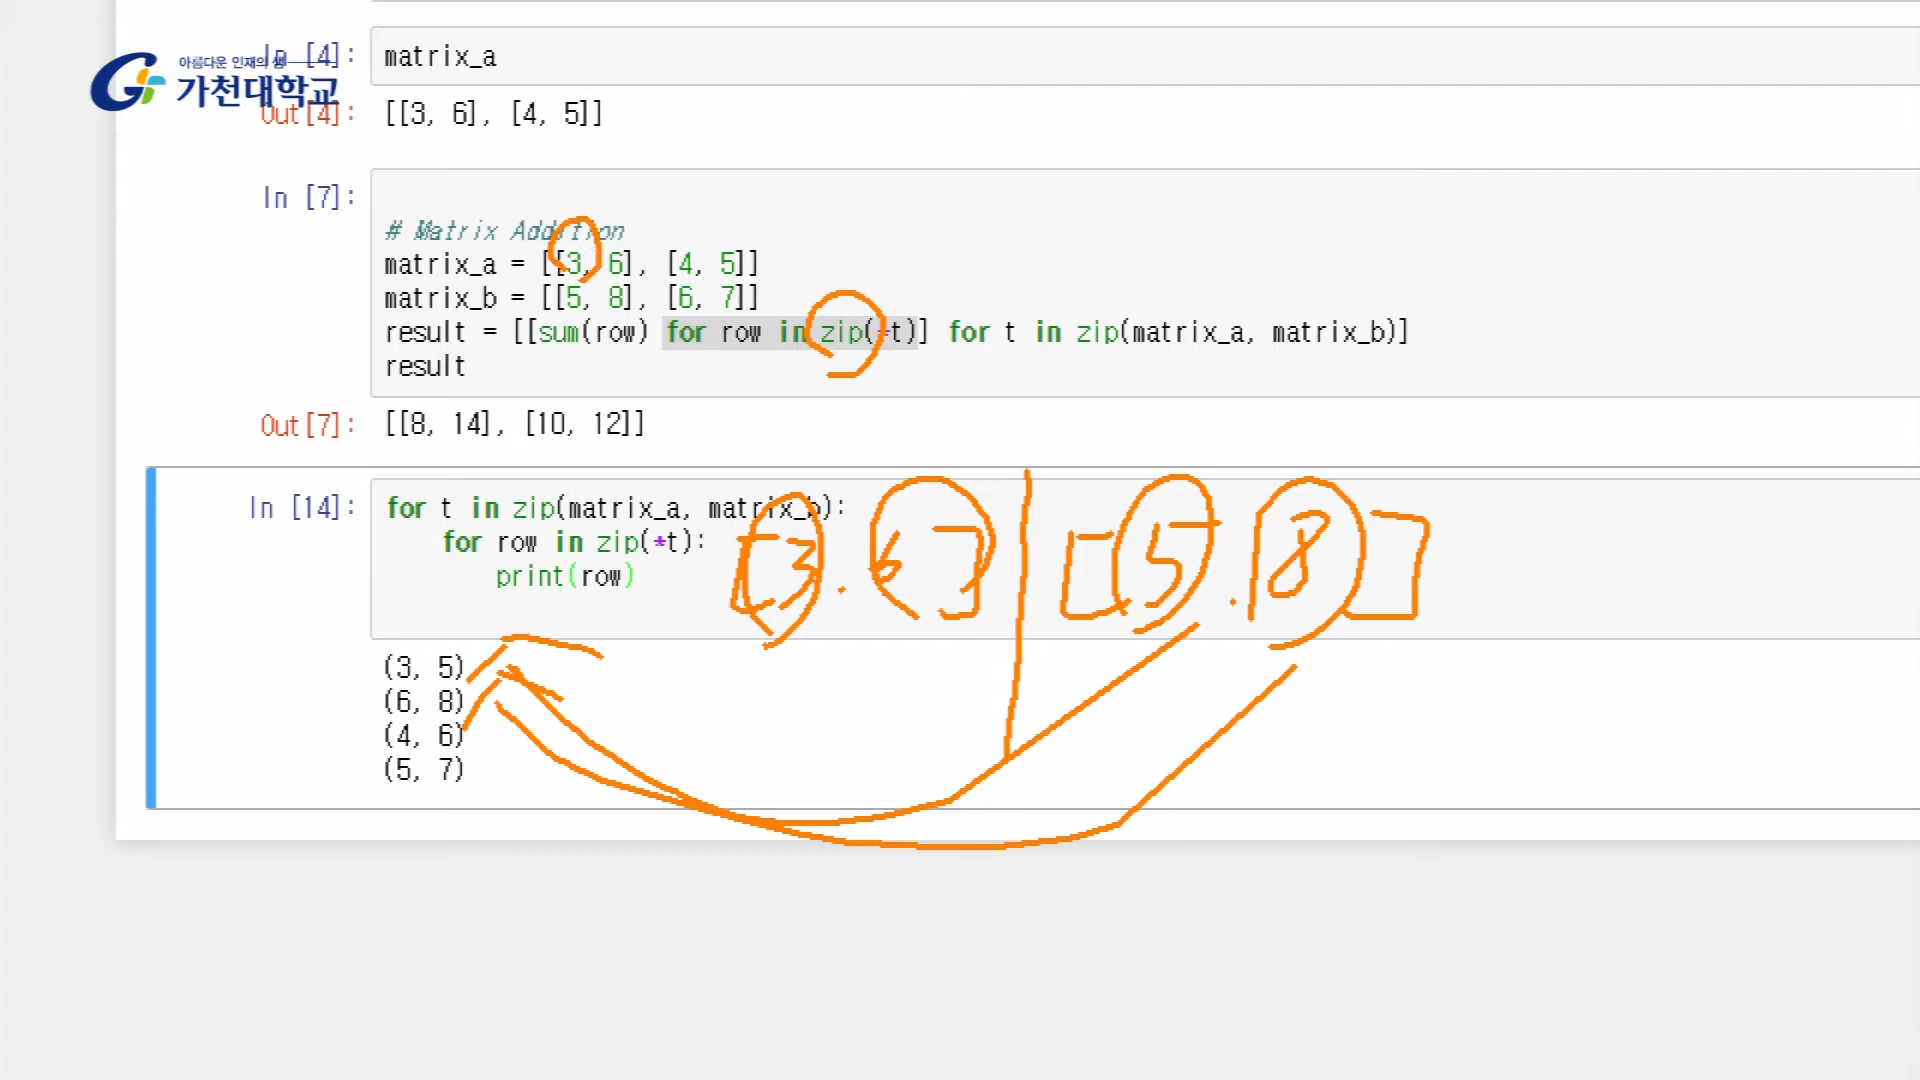 아름다운 인재의 샘
가천대학교
In [4]: matrix_a
Out[4]: [[3, 6], [4, 5]]
In [7]:
# Matrix Addition
matrix_a = [[3, 6], [4, 5]]
matrix_b = [[5, 8], [6, 7]]
result = [[sum(row) for row in zip(*t)] for t in zip(matrix_a, matrix_b)]
result
Out[7]: [[8, 14], [10, 12]]
In [14]: for t in zip(matrix_a, matrix_b):
for row in zip(*t):
print(row)
[3, 6] [5, 8]
(3, 5)
(6, 8)
(4, 6)
(5, 7)